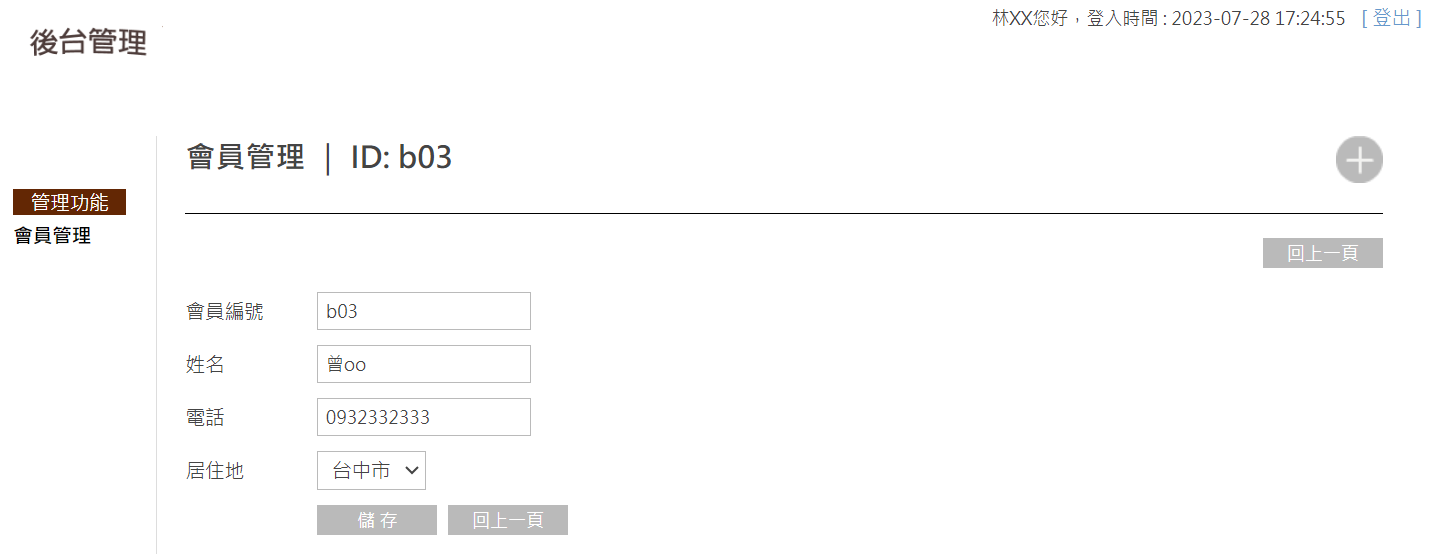 林XX您好，登入時間 : 2023-07-28 17:24:55 [ 登出 ]
後台管理
會員管理 ｜ ID: b03
管理功能
會員管理
回上一頁
會員編號 b03
姓名 曾oo
電話 0932332333
居住地 台中市
儲 存 回上一頁